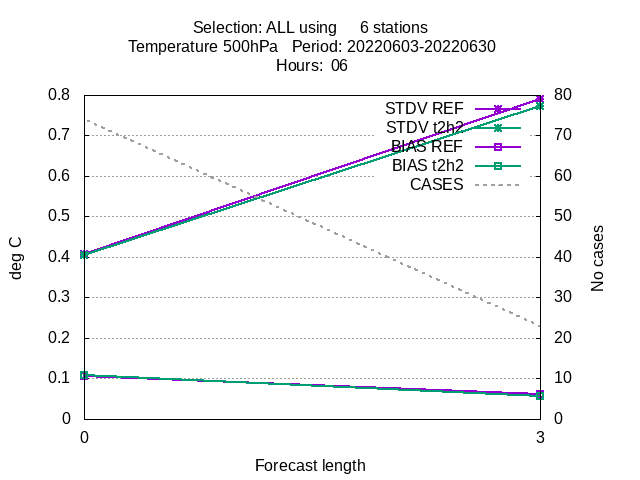 Selection: ALL using 6 stations
Temperature 500hPa Period: 20220603-20220630
Hours: 06
0.8
0.7
0.6
0.5
0.4
0.3
0.2
0.1
0
80
70
60
50
40
30
20
10
0
STDV REF
STDV t2h2
BIAS REF
BIAS t2h2
CASES
deg C
No cases
0 3
Forecast length